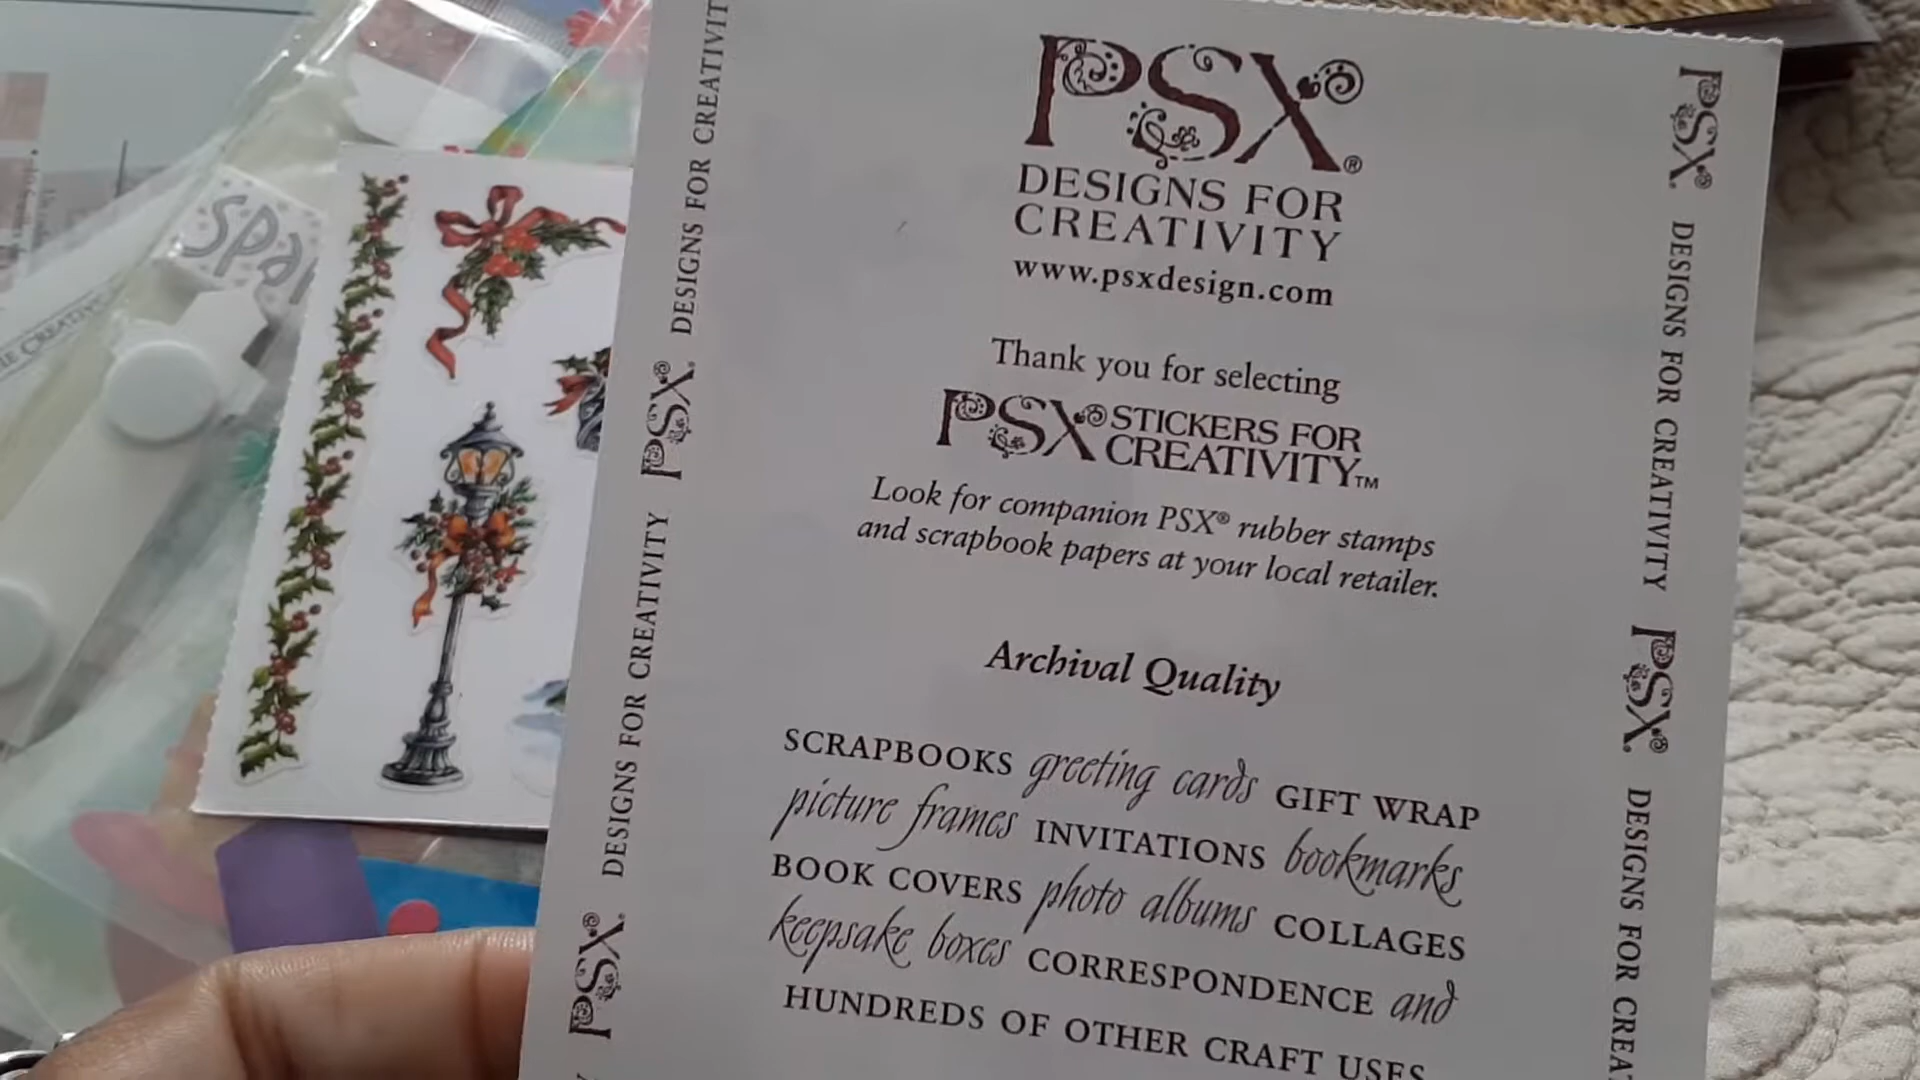 PSX®
DESIGNS FOR
CREATIVITY
www.psxdesign.com
Thank you for selecting
PSX® STICKERS FOR
CREATIVITY™
Look for companion PSX® rubber stamps
and scrapbook papers at your local retailer.
Archival Quality
SCRAPBOOKS greeting cards GIFT WRAP
picture frames INVITATIONS bookmarks
BOOK COVERS photo albums COLLAGES
keepsake boxes CORRESPONDENCE and
HUNDREDS OF OTHER CRAFT USES
DESIGNS FOR CREATIVIT
PSX®
DESIGNS FOR CREATIVITY
PSX®
PSX®
DESIGNS FOR CREATIVITY
PSX®
DESIGNS FOR CREAT
spar